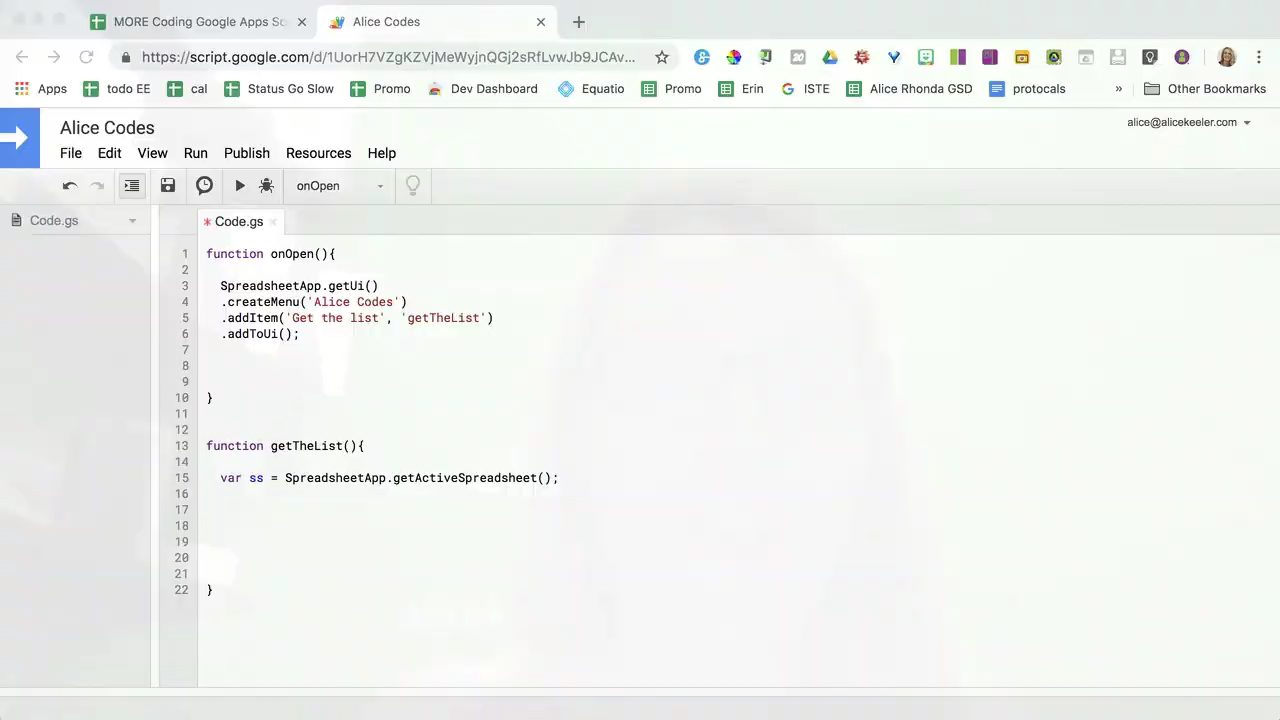 MORE Coding Google Apps Sc
Alice Codes
https://script.google.com/d/1UorH7VZgKZVjMeWyjnQGj2sRfLvwJb9JCAv...
Apps
todo EE
cal
Status Go Slow
Promo
Dev Dashboard
Equatio
Promo
Erin
ISTE
Alice Rhonda GSD
protocals
»
Other Bookmarks
Alice Codes
alice@alicekeeler.com
File Edit View Run Publish Resources Help
onOpen
Code.gs
* Code.gs
1 function onOpen(){
2
3 SpreadsheetApp.getUi()
4 .createMenu('Alice Codes')
5 .addItem('Get the list', 'getTheList')
6 .addToUi();
7
8
9
10 }
11
12
13 function getTheList(){
14
15 var ss = SpreadsheetApp.getActiveSpreadsheet();
16
17
18
19
20
21
22 }